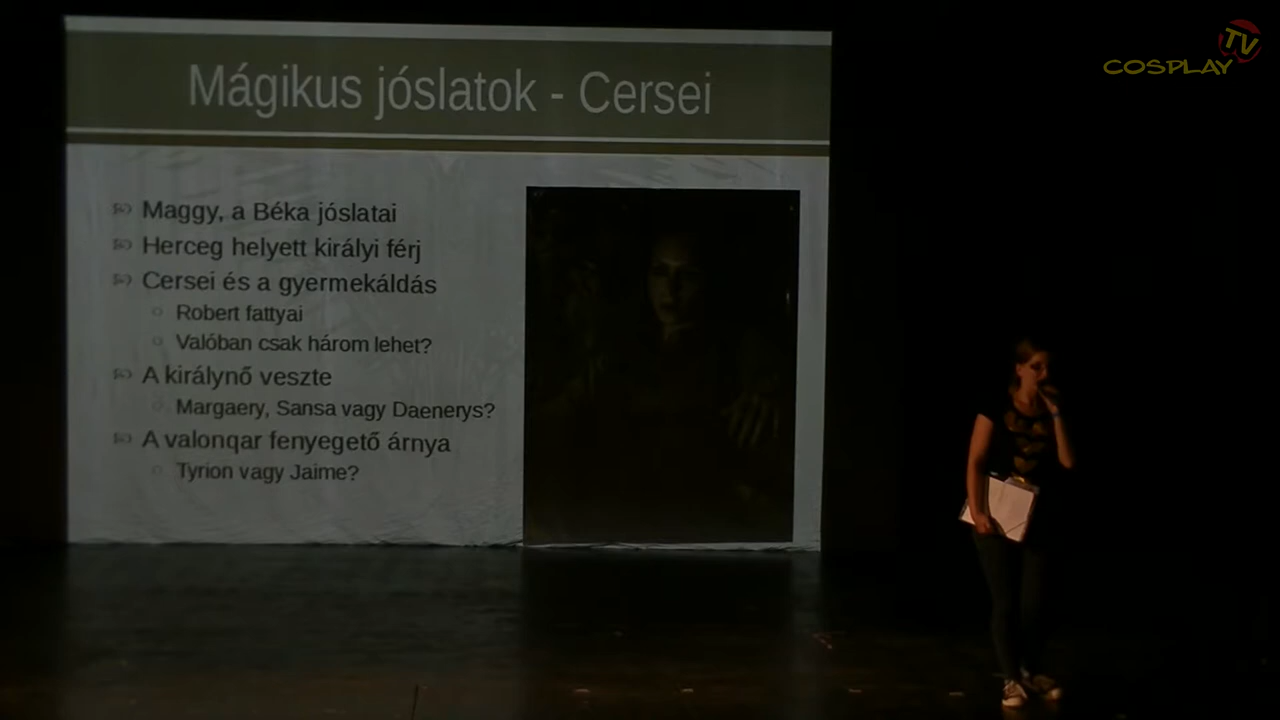 TV
COSPLAY
Mágikus jóslatok - Cersei
Maggy, a Béka jóslatai
Herceg helyett királyi férj
Cersei és a gyermekáldás
Robert fattyai
Valóban csak három lehet?
A királynő veszte
Margaery, Sansa vagy Daenerys?
A valonqar fenyegető árnya
Tyrion vagy Jaime?